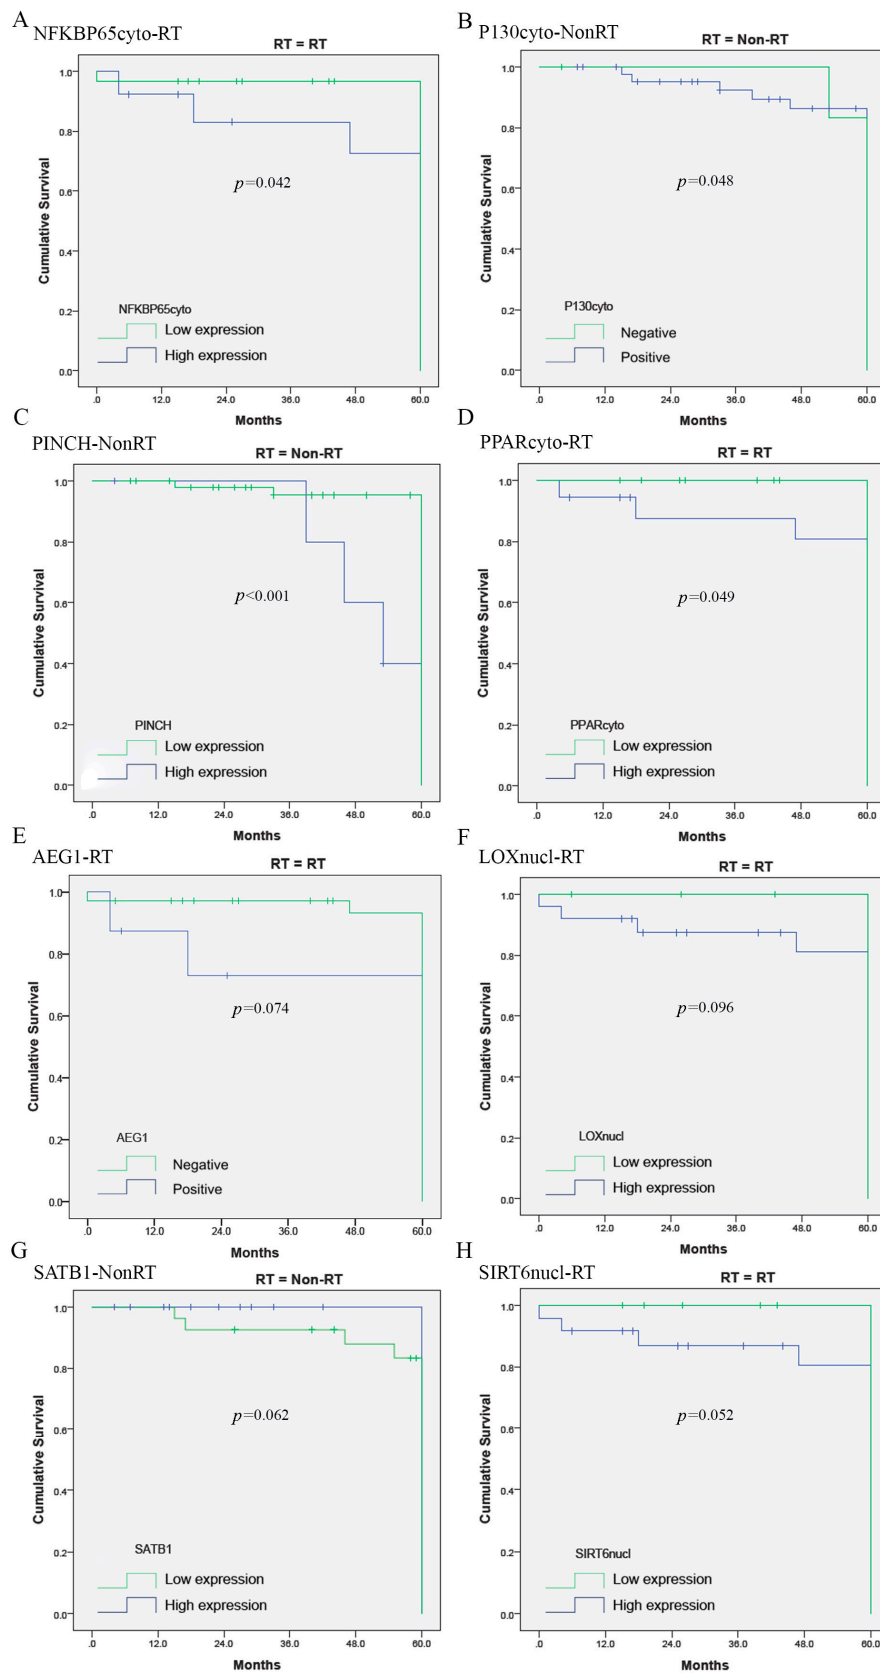 A
NFKBP65cyto-RT
RT = RT
1.0
0.8
0.6
0.4
0.2
0.0
Cumulative Survival
p=0.042
NFKBP65cyto
Low expression
High expression
.0 12.0 24.0 36.0 48.0 60.0
Months
B
P130cyto-NonRT
RT = Non-RT
1.0
0.8
0.6
0.4
0.2
0.0
Cumulative Survival
p=0.048
P130cyto
Negative
Positive
.0 12.0 24.0 36.0 48.0 60.0
Months
C
PINCH-NonRT
RT = Non-RT
1.0
0.8
0.6
0.4
0.2
0.0
Cumulative Survival
p<0.001
PINCH
Low expression
High expression
.0 12.0 24.0 36.0 48.0 60.0
Months
D
PPARcyto-RT
RT = RT
1.0
0.8
0.6
0.4
0.2
0.0
Cumulative Survival
p=0.049
PPARcyto
Low expression
High expression
.0 12.0 24.0 36.0 48.0 60.0
Months
E
AEG1-RT
RT = RT
1.0
0.8
0.6
0.4
0.2
0.0
Cumulative Survival
p=0.074
AEG1
Negative
Positive
.0 12.0 24.0 36.0 48.0 60.0
Months
F
LOXnucl-RT
RT = RT
1.0
0.8
0.6
0.4
0.2
0.0
Cumulative Survival
p=0.096
LOXnucl
Low expression
High expression
.0 12.0 24.0 36.0 48.0 60.0
Months
G
SATB1-NonRT
RT = Non-RT
1.0
0.8
0.6
0.4
0.2
0.0
Cumulative Survival
p=0.062
SATB1
Low expression
High expression
.0 12.0 24.0 36.0 48.0 60.0
Months
H
SIRT6nucl-RT
RT = RT
1.0
0.8
0.6
0.4
0.2
0.0
Cumulative Survival
p=0.052
SIRT6nucl
Low expression
High expression
.0 12.0 24.0 36.0 48.0 60.0
Months